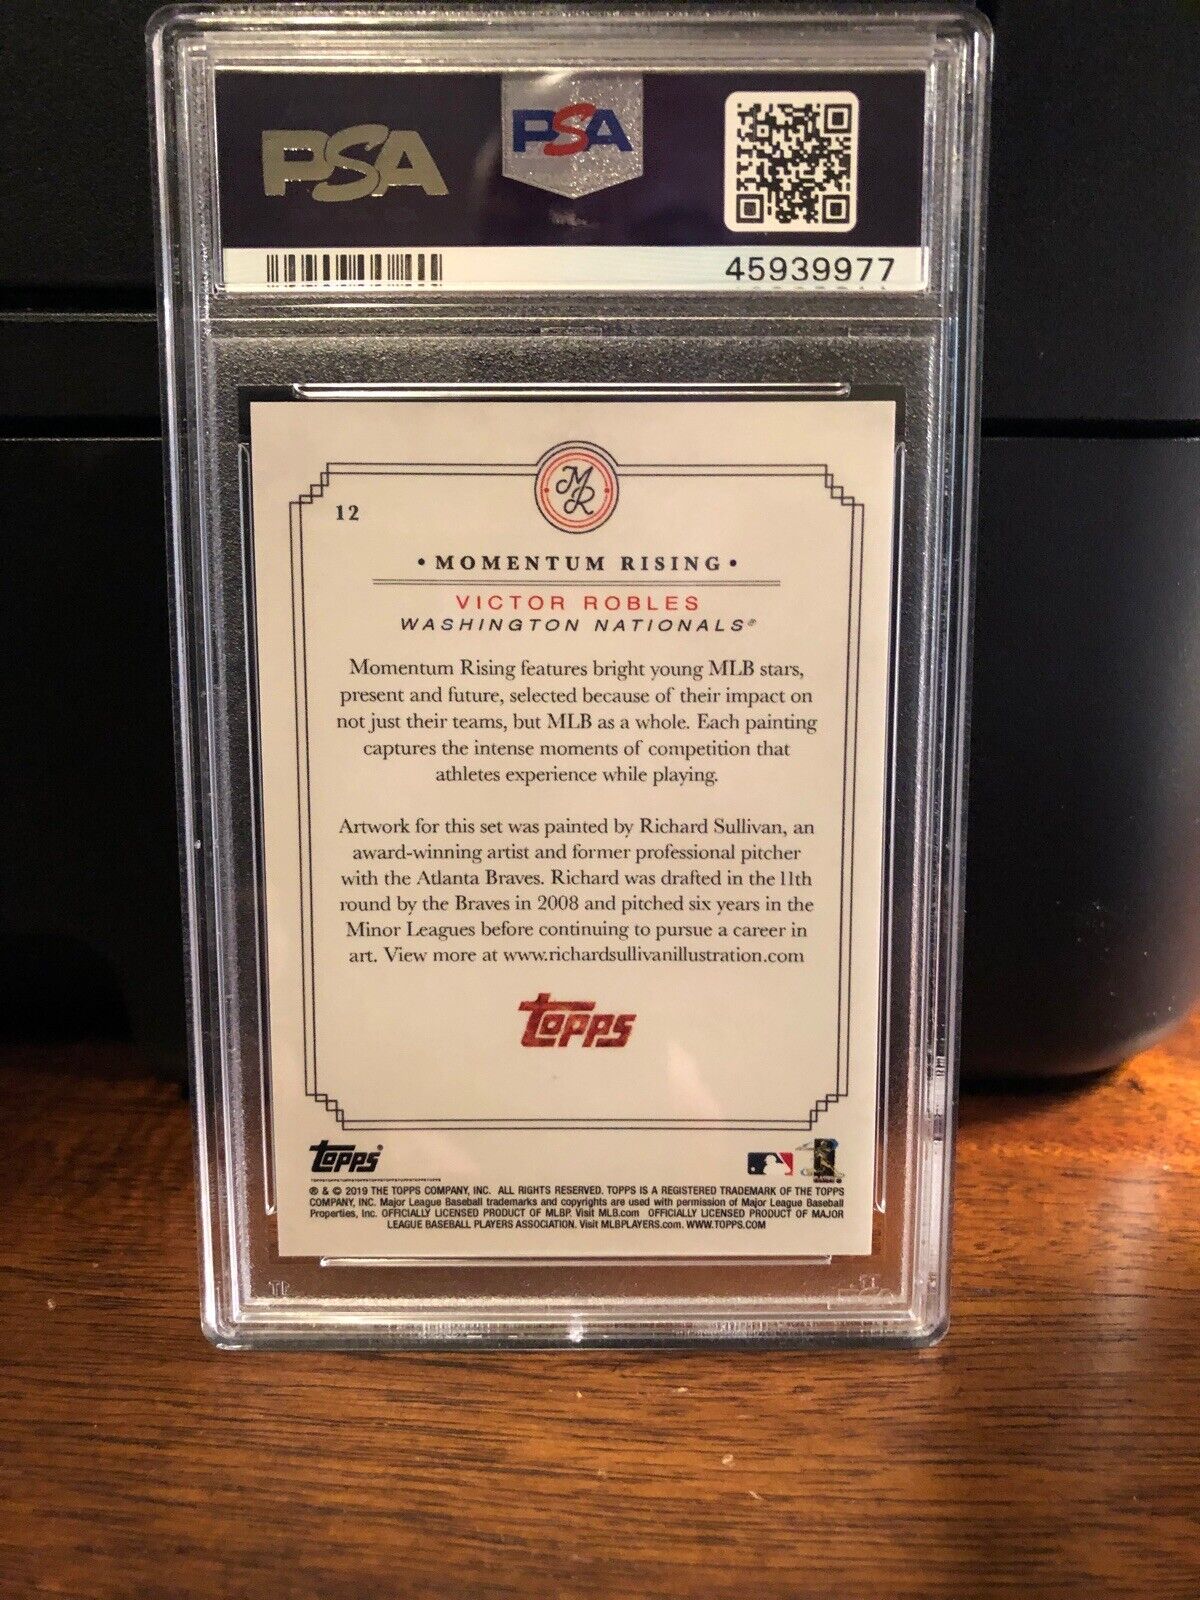 PSA
PSA
45939977
12
MR
• MOMENTUM RISING •
VICTOR ROBLES
WASHINGTON NATIONALS®
Momentum Rising features bright young MLB stars,
present and future, selected because of their impact on
not just their teams, but MLB as a whole. Each painting
captures the intense moments of competition that
athletes experience while playing.
Artwork for this set was painted by Richard Sullivan, an
award-winning artist and former professional pitcher
with the Atlanta Braves. Richard was drafted in the 11th
round by the Braves in 2008 and pitched six years in the
Minor Leagues before continuing to pursue a career in
art. View more at www.richardsullivanillustration.com
topps
topps®
® & © 2019 THE TOPPS COMPANY, INC. ALL RIGHTS RESERVED. TOPPS IS A REGISTERED TRADEMARK OF THE TOPPS
COMPANY, INC. Major League Baseball trademarks and copyrights are used with permission of Major League Baseball
Properties, Inc. OFFICIALLY LICENSED PRODUCT OF MLBP. Visit MLB.com OFFICIALLY LICENSED PRODUCT OF MAJOR
LEAGUE BASEBALL PLAYERS ASSOCIATION. Visit MLBPLAYERS.com. WWW.TOPPS.COM